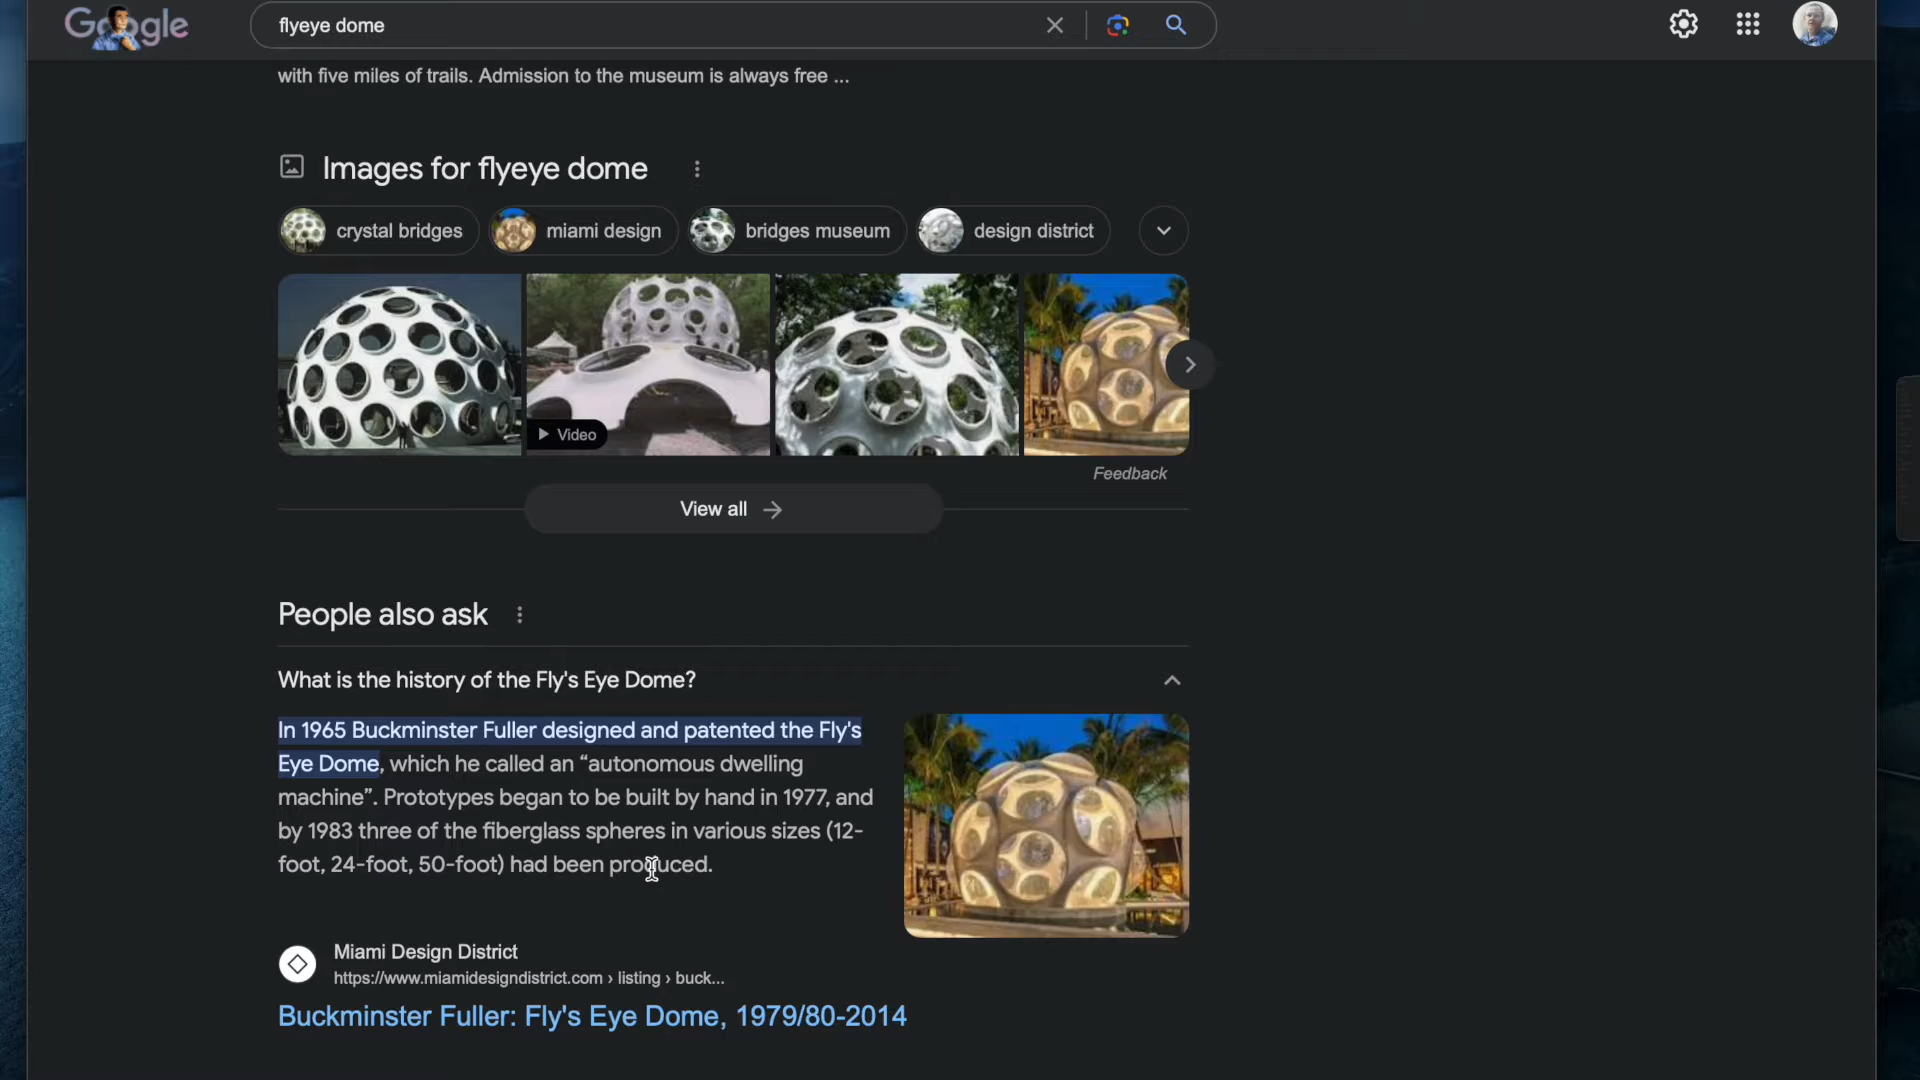 Google
flyeye dome
with five miles of trails. Admission to the museum is always free ...
Images for flyeye dome
crystal bridges
miami design
bridges museum
design district
Video
Feedback
View all
People also ask
What is the history of the Fly's Eye Dome?
In 1965 Buckminster Fuller designed and patented the Fly's
Eye Dome, which he called an “autonomous dwelling
machine”. Prototypes began to be built by hand in 1977, and
by 1983 three of the fiberglass spheres in various sizes (12-
foot, 24-foot, 50-foot) had been produced.
Miami Design District
https://www.miamidesigndistrict.com › listing › buck...
Buckminster Fuller: Fly's Eye Dome, 1979/80-2014